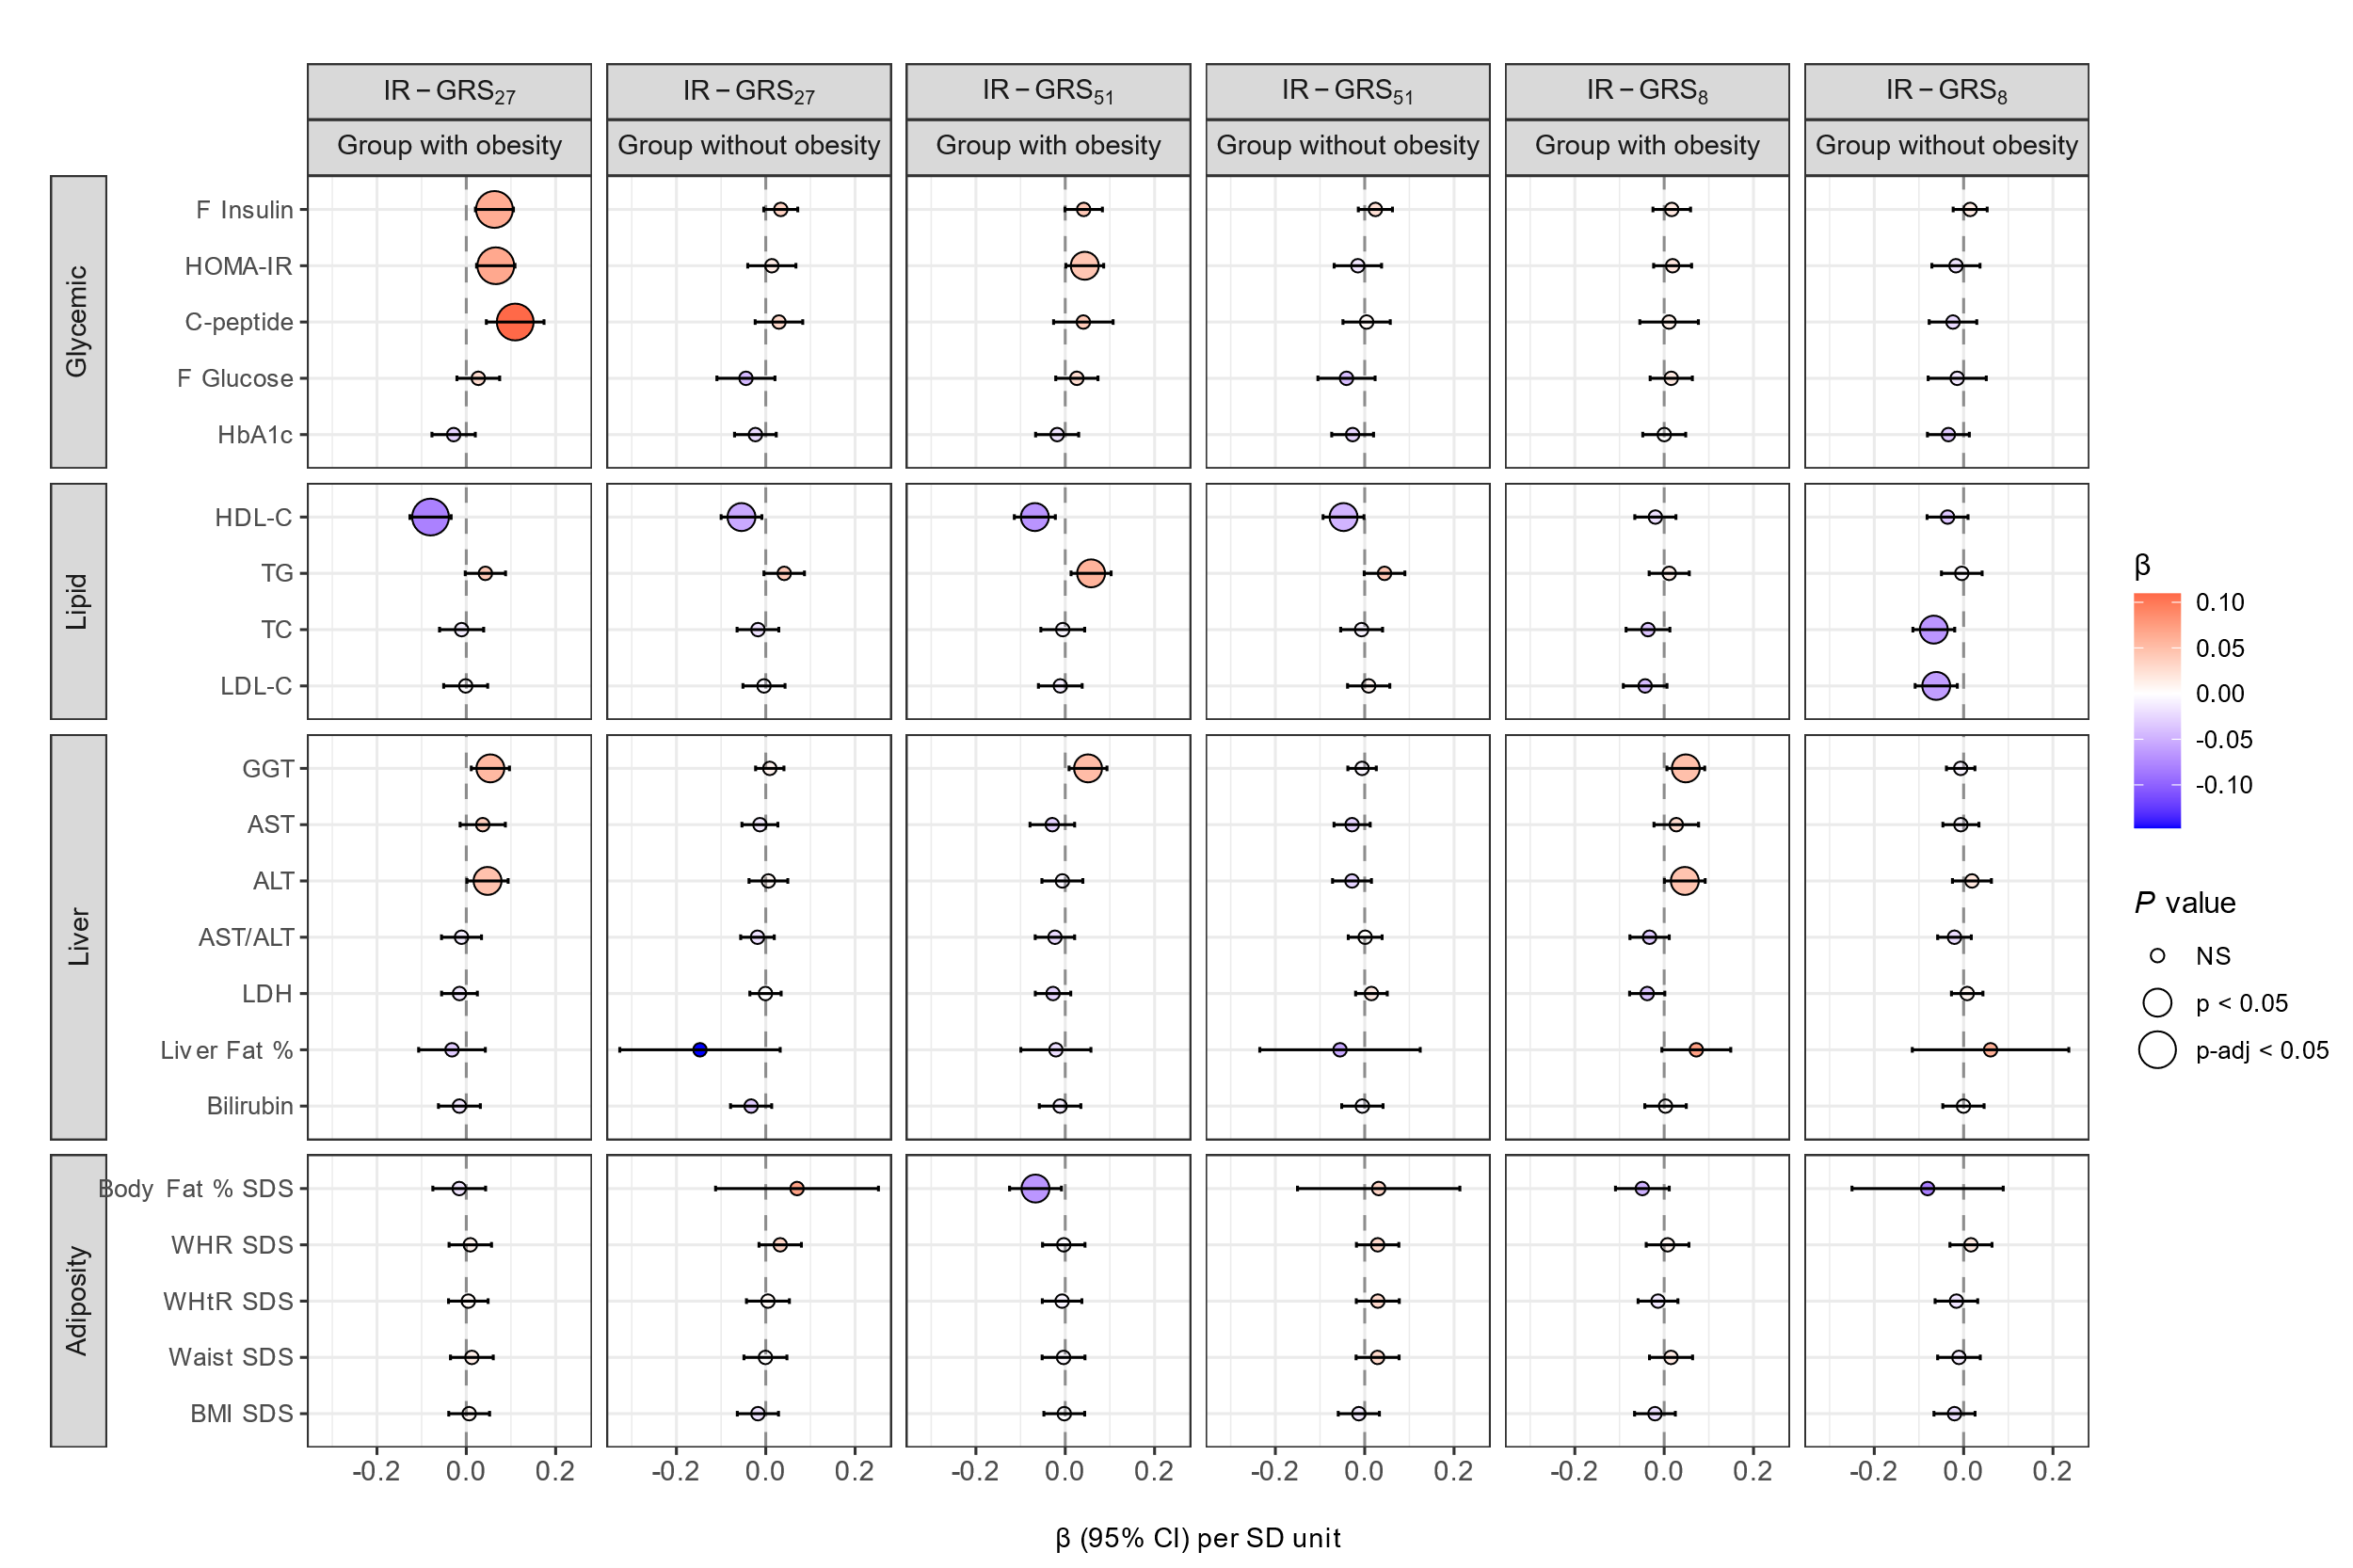 IR−GRS27 IR−GRS27 IR−GRS51 IR−GRS51 IR−GRS8 IR−GRS8
Group with obesity Group without obesity Group with obesity Group without obesity Group with obesity Group without obesity
Glycemic
F Insulin
HOMA-IR
C-peptide
F Glucose
HbA1c
Lipid
HDL-C
TG
TC
LDL-C
Liver
GGT
AST
ALT
AST/ALT
LDH
Liver Fat %
Bilirubin
Adiposity
Body Fat % SDS
WHR SDS
WHtR SDS
Waist SDS
BMI SDS
-0.2 0.0 0.2 -0.2 0.0 0.2 -0.2 0.0 0.2 -0.2 0.0 0.2 -0.2 0.0 0.2 -0.2 0.0 0.2
β (95% CI) per SD unit
β
0.10
0.05
0.00
-0.05
-0.10
P value
NS
p < 0.05
p-adj < 0.05